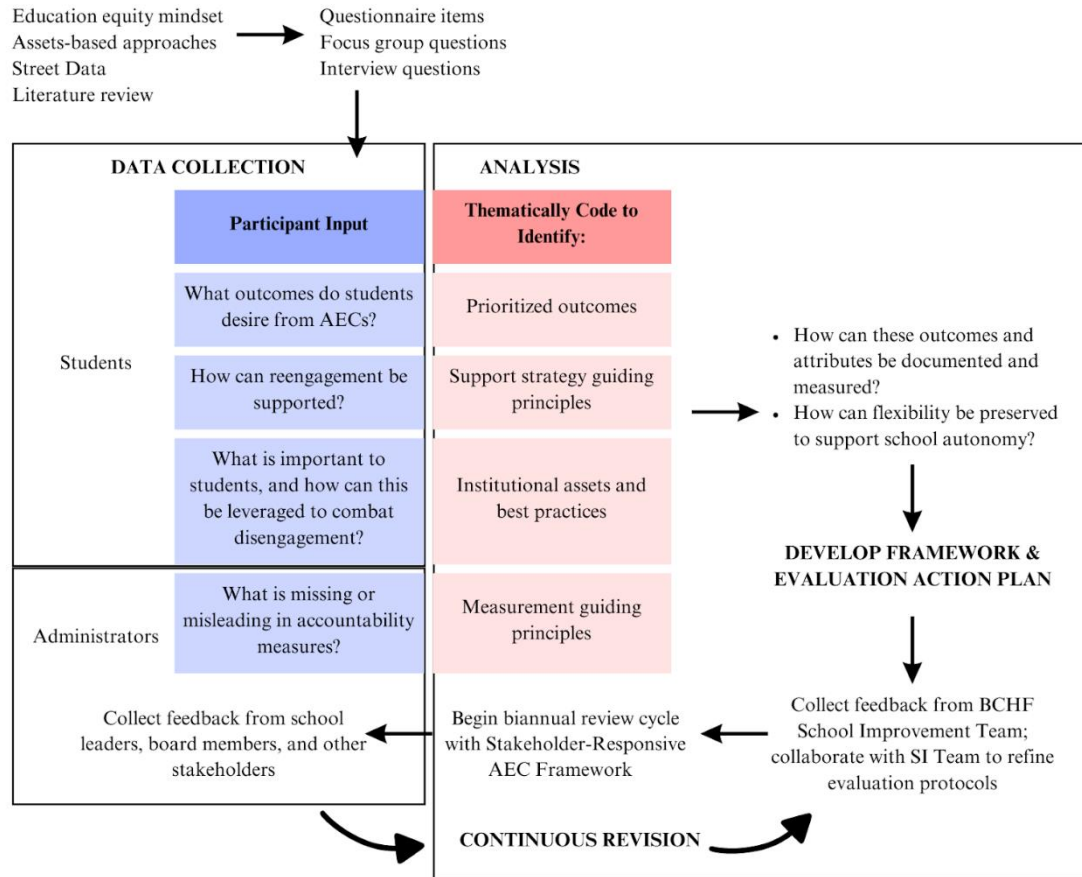 Education equity mindset
Assets-based approaches
Street Data
Literature review
Questionnaire items
Focus group questions
Interview questions
DATA COLLECTION
ANALYSIS
Participant Input
Thematically Code to
Identify:
Students
What outcomes do students
desire from AECs?
Prioritized outcomes
How can reengagement be
supported?
Support strategy guiding
principles
What is important to
students, and how can this
be leveraged to combat
disengagement?
Institutional assets and
best practices
Administrators
What is missing or
misleading in accountability
measures?
Measurement guiding
principles
• How can these outcomes and
attributes be documented and
measured?
• How can flexibility be preserved
to support school autonomy?
DEVELOP FRAMEWORK &
EVALUATION ACTION PLAN
Collect feedback from BCHF
School Improvement Team;
collaborate with SI Team to refine
evaluation protocols
Begin biannual review cycle
with Stakeholder-Responsive
AEC Framework
Collect feedback from school
leaders, board members, and other
stakeholders
CONTINUOUS REVISION